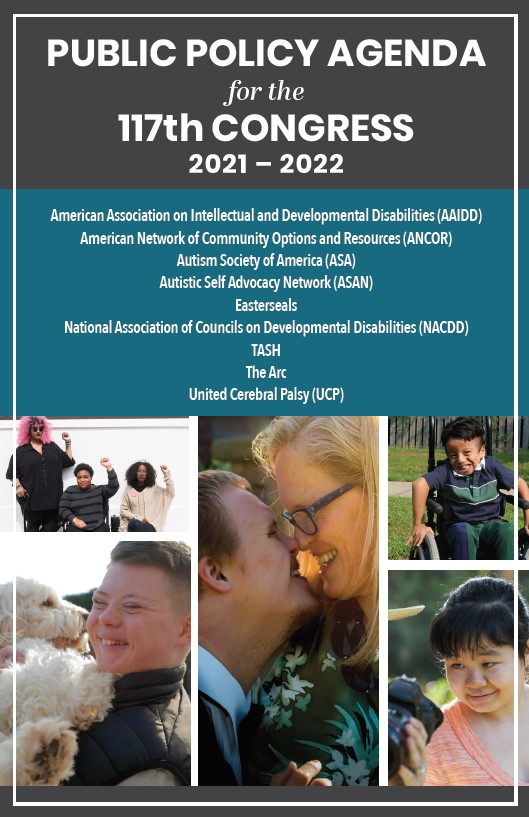 PUBLIC POLICY AGENDA
for the
117th CONGRESS
2021 – 2022
American Association on Intellectual and Developmental Disabilities (AAIDD)
American Network of Community Options and Resources (ANCOR)
Autism Society of America (ASA)
Autistic Self Advocacy Network (ASAN)
Easterseals
National Association of Councils on Developmental Disabilities (NACDD)
TASH
The Arc
United Cerebral Palsy (UCP)